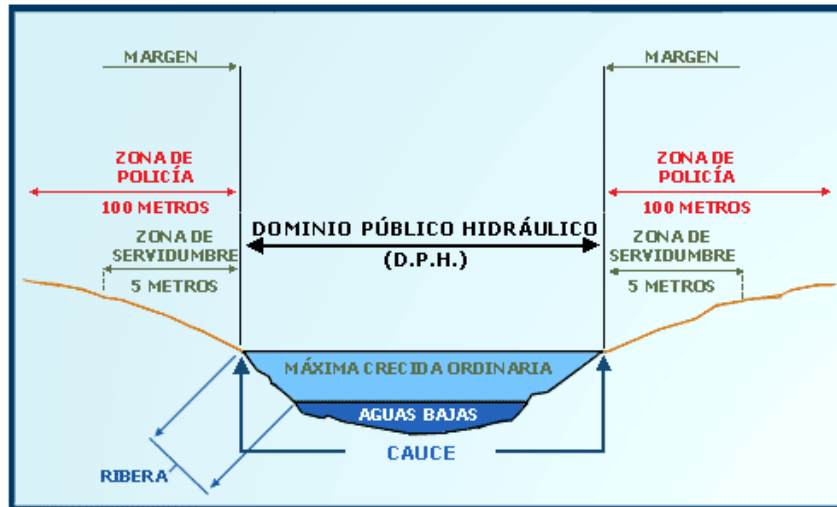 MARGEN
MARGEN
ZONA DE
POLICÍA
100 METROS
ZONA DE
POLICÍA
100 METROS
DOMINIO PÚBLICO HIDRÁULICO
(D.P.H.)
ZONA DE
SERVIDUMBRE
5 METROS
ZONA DE
SERVIDUMBRE
5 METROS
MÁXIMA CRECIDA ORDINARIA
AGUAS BAJAS
CAUCE
RIBERA